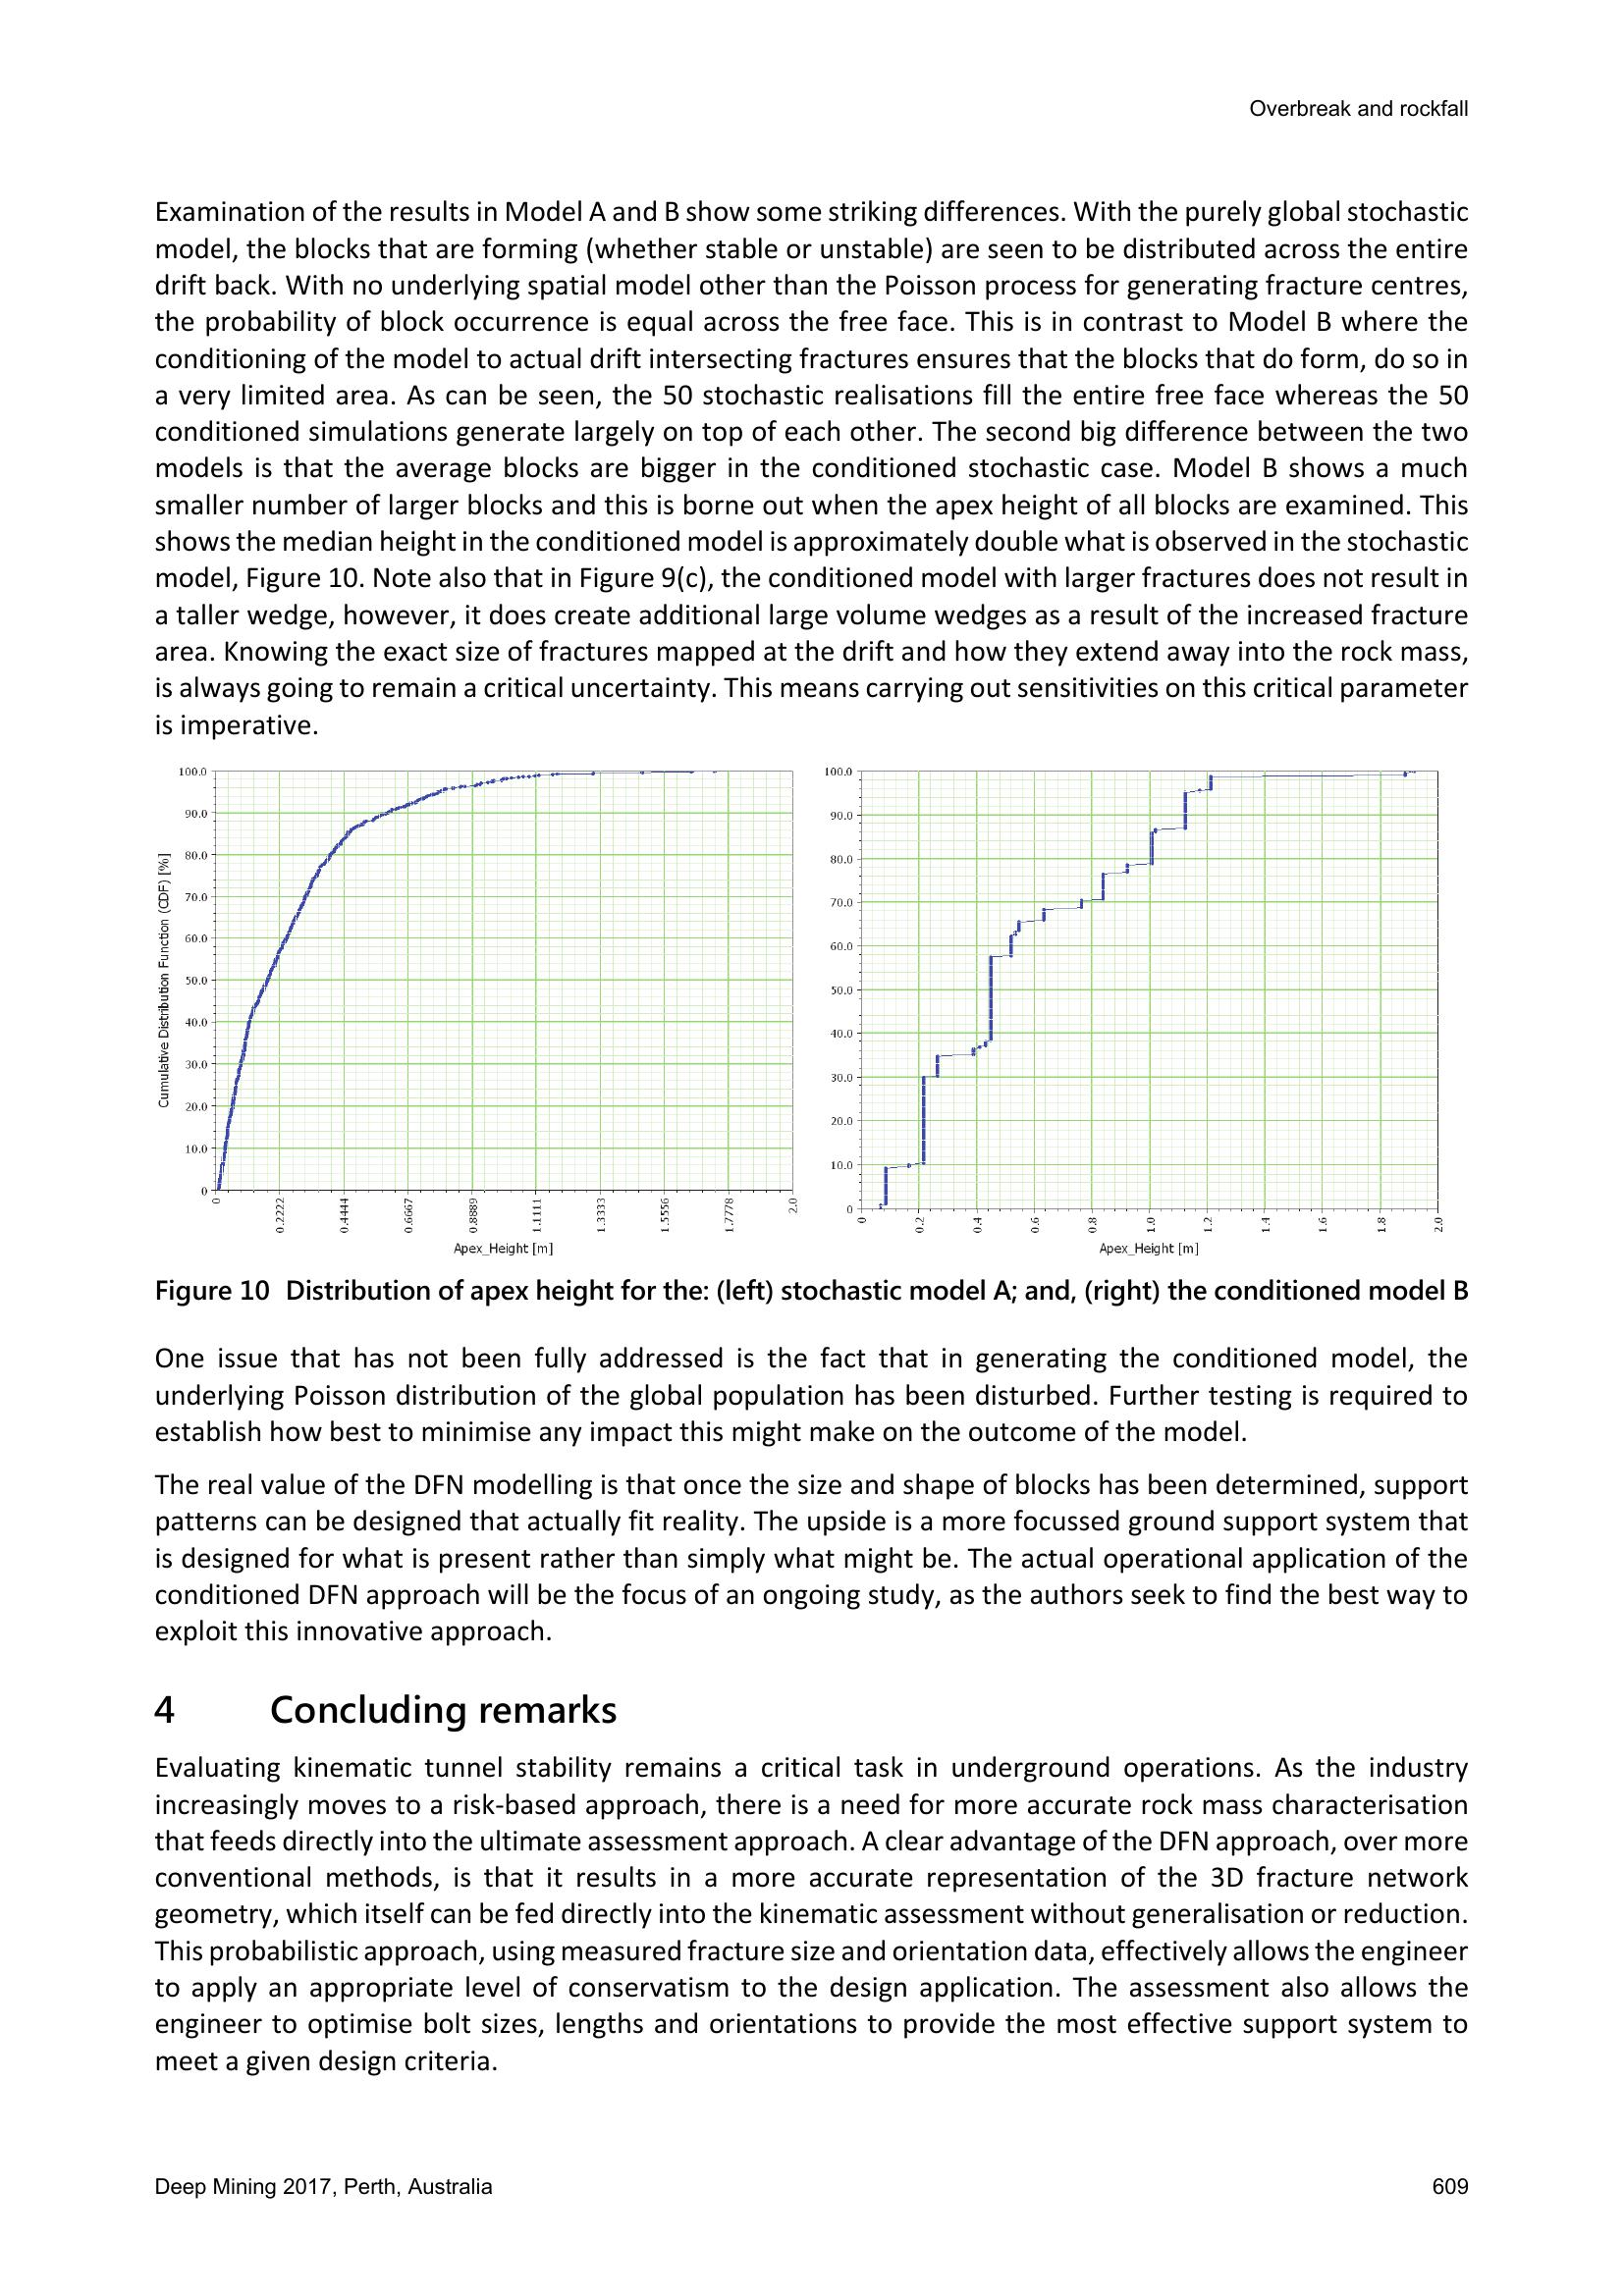 Overbreak and rockfall
Examination of the results in Model A and B show some striking differences. With the purely global stochastic
model, the blocks that are forming (whether stable or unstable) are seen to be distributed across the entire
drift back. With no underlying spatial model other than the Poisson process for generating fracture centres,
the probability of block occurrence is equal across the free face. This is in contrast to Model B where the
conditioning of the model to actual drift intersecting fractures ensures that the blocks that do form, do so in
a very limited area. As can be seen, the 50 stochastic realisations fill the entire free face whereas the 50
conditioned simulations generate largely on top of each other. The second big difference between the two
models is that the average blocks are bigger in the conditioned stochastic case. Model B shows a much
smaller number of larger blocks and this is borne out when the apex height of all blocks are examined. This
shows the median height in the conditioned model is approximately double what is observed in the stochastic
model, Figure 10. Note also that in Figure 9(c), the conditioned model with larger fractures does not result in
a taller wedge, however, it does create additional large volume wedges as a result of the increased fracture
area. Knowing the exact size of fractures mapped at the drift and how they extend away into the rock mass,
is always going to remain a critical uncertainty. This means carrying out sensitivities on this critical parameter
is imperative.
Cumulative Distribution Function (CDF) [%]
100.0
90.0
80.0
70.0
60.0
50.0
40.0
30.0
20.0
10.0
0
0 0.2222 0.4444 0.6667 0.8889 1.1111 1.3333 1.5556 1.7778 2.0
Apex_Height [m]
100.0
90.0
80.0
70.0
60.0
50.0
40.0
30.0
20.0
10.0
0
0 0.2 0.4 0.6 0.8 1.0 1.2 1.4 1.6 1.8 2.0
Apex_Height [m]
Figure 10 Distribution of apex height for the: (left) stochastic model A; and, (right) the conditioned model B
One issue that has not been fully addressed is the fact that in generating the conditioned model, the
underlying Poisson distribution of the global population has been disturbed. Further testing is required to
establish how best to minimise any impact this might make on the outcome of the model.
The real value of the DFN modelling is that once the size and shape of blocks has been determined, support
patterns can be designed that actually fit reality. The upside is a more focussed ground support system that
is designed for what is present rather than simply what might be. The actual operational application of the
conditioned DFN approach will be the focus of an ongoing study, as the authors seek to find the best way to
exploit this innovative approach.
4 Concluding remarks
Evaluating kinematic tunnel stability remains a critical task in underground operations. As the industry
increasingly moves to a risk-based approach, there is a need for more accurate rock mass characterisation
that feeds directly into the ultimate assessment approach. A clear advantage of the DFN approach, over more
conventional methods, is that it results in a more accurate representation of the 3D fracture network
geometry, which itself can be fed directly into the kinematic assessment without generalisation or reduction.
This probabilistic approach, using measured fracture size and orientation data, effectively allows the engineer
to apply an appropriate level of conservatism to the design application. The assessment also allows the
engineer to optimise bolt sizes, lengths and orientations to provide the most effective support system to
meet a given design criteria.
Deep Mining 2017, Perth, Australia
609